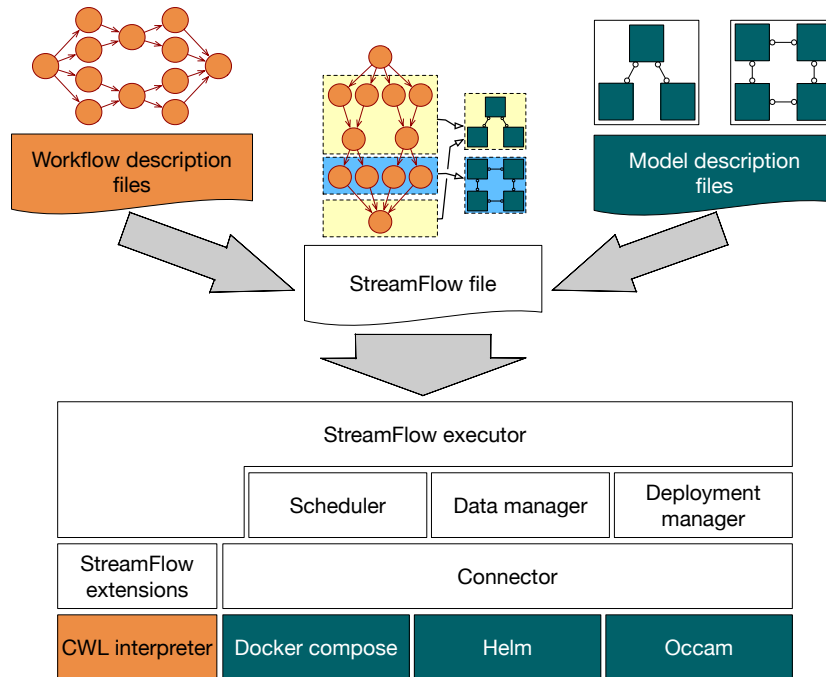 Workflow description
files
Model description
files
StreamFlow file
StreamFlow executor
Scheduler
Data manager
Deployment
manager
StreamFlow
extensions
Connector
CWL interpreter
Docker compose
Helm
Occam